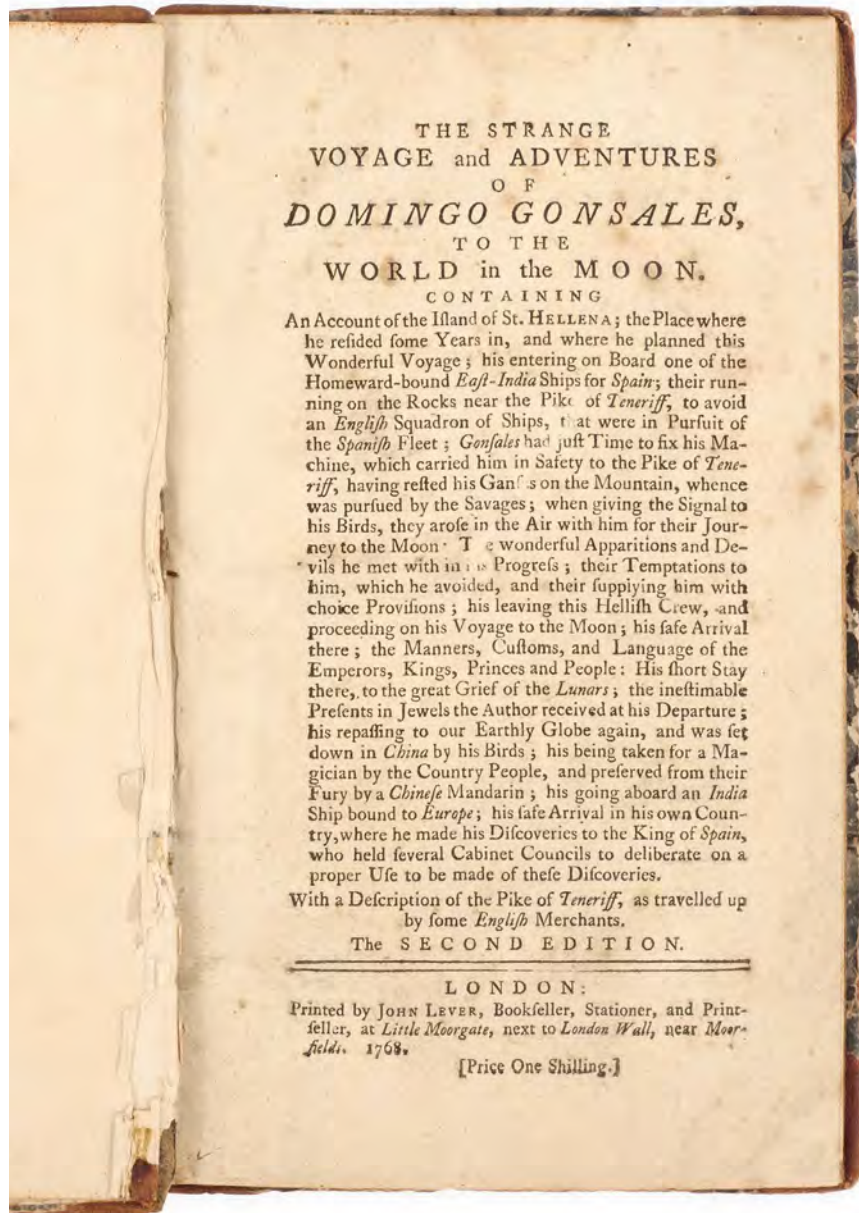 THE STRANGE
VOYAGE and ADVENTURES
OF
DOMINGO GONSALES,
TO THE
WORLD in the MOON.
CONTAINING
An Account of the Iſland of St. HELLENA; the Place where
he reſided ſome Years in, and where he planned this
Wonderful Voyage; his entering on Board one of the
Homeward-bound Eaſt-India Ships for Spain; their run-
ning on the Rocks near the Pike of Teneriff, to avoid
an Engliſh Squadron of Ships, that were in Purſuit of
the Spaniſh Fleet; Gonſales had juſt Time to fix his Ma-
chine, which carried him in Safety to the Pike of Tene-
riff, having reſted his Ganſas on the Mountain, whence
was purſued by the Savages; when giving the Signal to
his Birds, they aroſe in the Air with him for their Jour-
ney to the Moon: The wonderful Apparitions and De-
vils he met with in his Progreſs; their Temptations to
him, which he avoided, and their ſuppiying him with
choice Proviſions; his leaving this Helliſh Crew, and
proceeding on his Voyage to the Moon; his ſafe Arrival
there; the Manners, Cuſtoms, and Language of the
Emperors, Kings, Princes and People: His ſhort Stay
there, to the great Grief of the Lunars; the ineſtimable
Preſents in Jewels the Author received at his Departure;
his repaſſing to our Earthly Globe again, and was ſet
down in China by his Birds; his being taken for a Ma-
gician by the Country People, and preſerved from their
Fury by a Chineſe Mandarin; his going aboard an India
Ship bound to Europe; his ſafe Arrival in his own Coun-
try, where he made his Diſcoveries to the King of Spain,
who held ſeveral Cabinet Councils to deliberate on a
proper Uſe to be made of theſe Diſcoveries.
With a Deſcription of the Pike of Teneriff, as travelled up
by ſome Engliſh Merchants.
The SECOND EDITION.
LONDON:
Printed by JOHN LEVER, Bookſeller, Stationer, and Print-
ſeller, at Little Moorgate, next to London Wall, near Moor-
fields. 1768.
[Price One Shilling.]